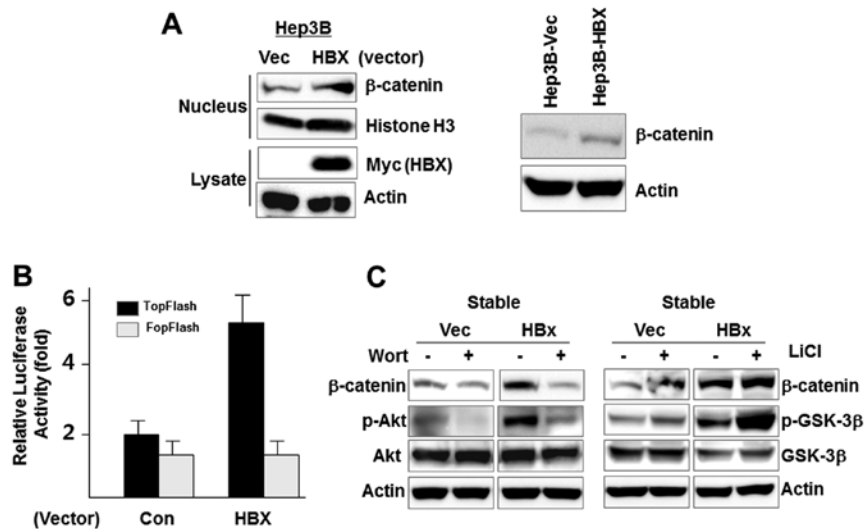 A
Hep3B
Vec HBX (vector)
Nucleus
β-catenin
Histone H3
Lysate
Myc (HBX)
Actin
Hep3B-Vec
Hep3B-HBX
β-catenin
Actin
B
Relative Luciferase
Activity (fold)
6
4
2
TopFlash
FopFlash
(Vector) Con HBX
C
Stable Stable
Vec HBx Vec HBx
Wort - + - + - + - + LiCl
β-catenin β-catenin
p-Akt p-GSK-3β
Akt GSK-3β
Actin Actin